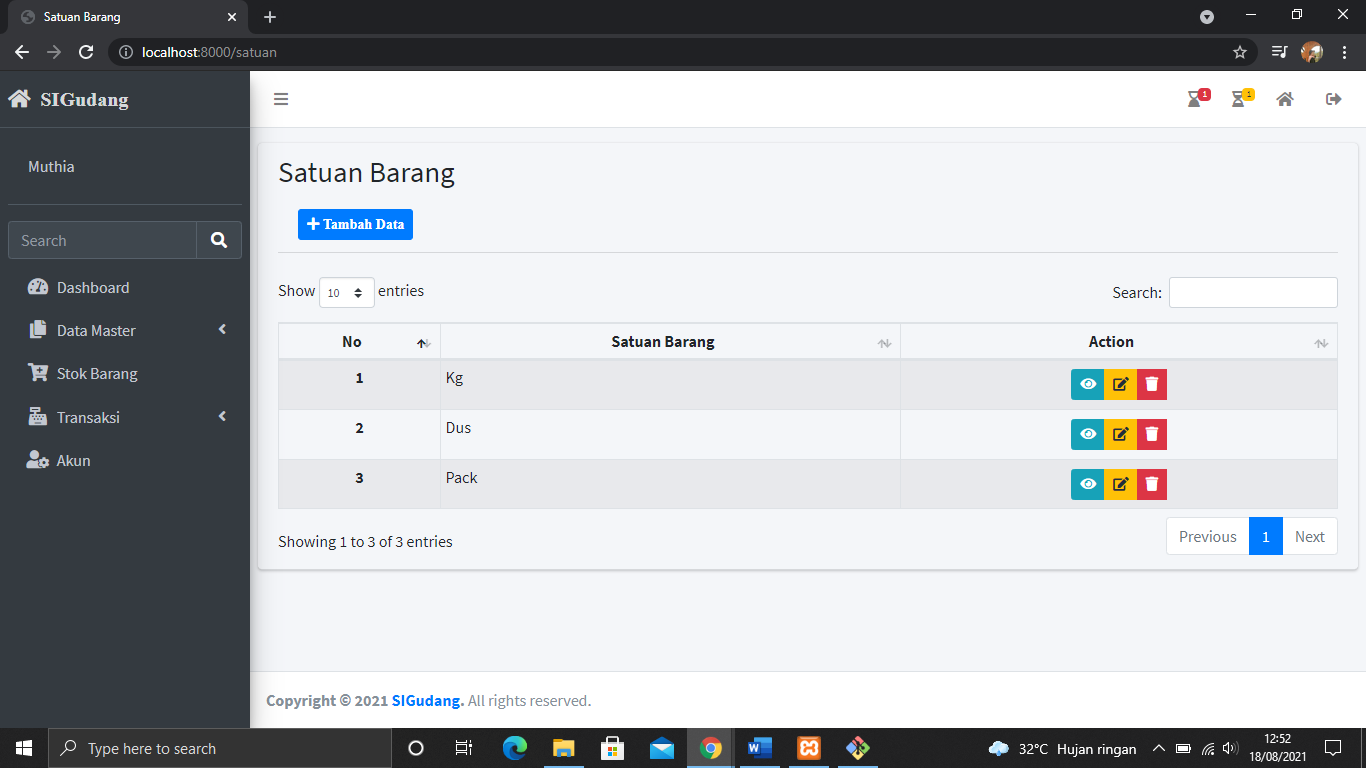 Satuan Barang
localhost:8000/satuan
SIGudang
1 1
Muthia
Search
Dashboard
Data Master
Stok Barang
Transaksi
Akun
Satuan Barang
Tambah Data
Show 10 entries
Search:
No Satuan Barang Action
1 Kg
2 Dus
3 Pack
Showing 1 to 3 of 3 entries
Previous 1 Next
Copyright © 2021 SIGudang. All rights reserved.
Type here to search
32°C Hujan ringan
12:52
18/08/2021